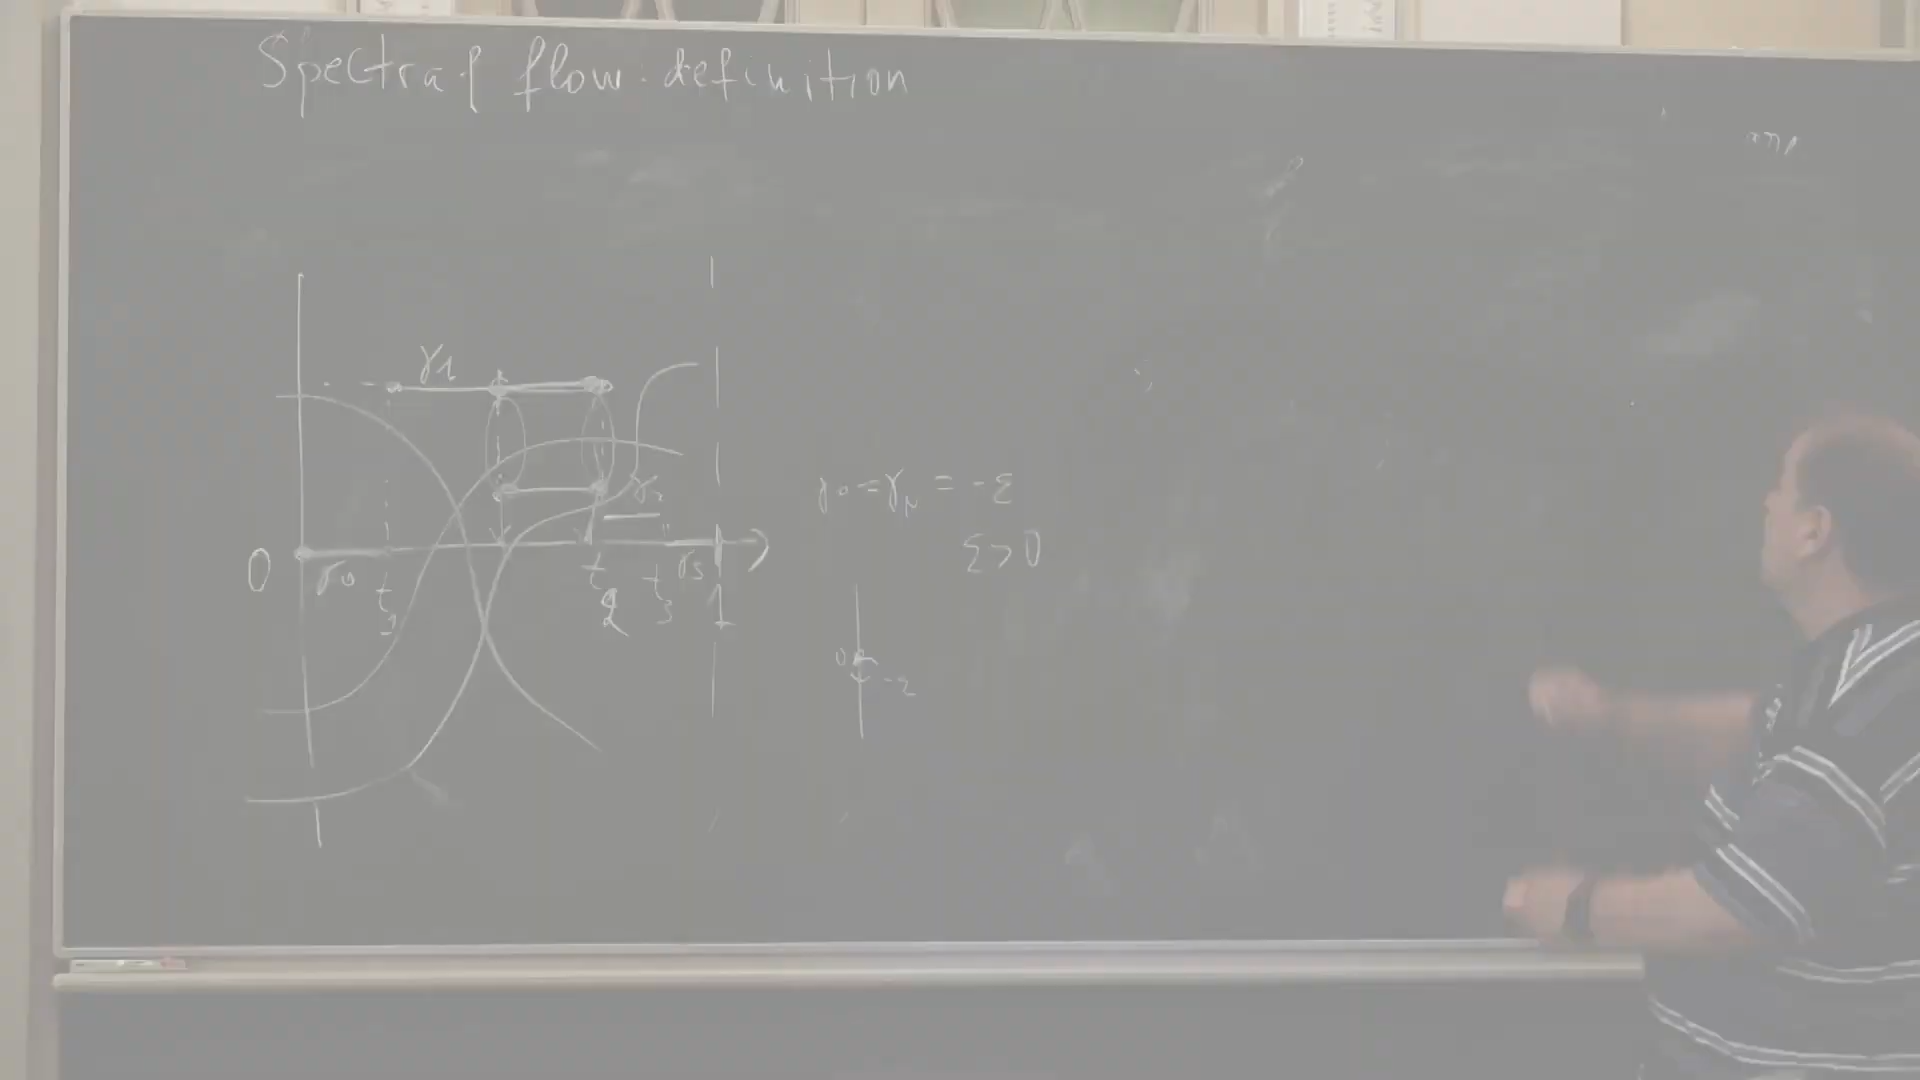 Spectral flow. definition
γ1
γ2
γ0 = γN = -ε
ε > 0
0
γ0
t1
t2
t3
γ3
1
0
-ε